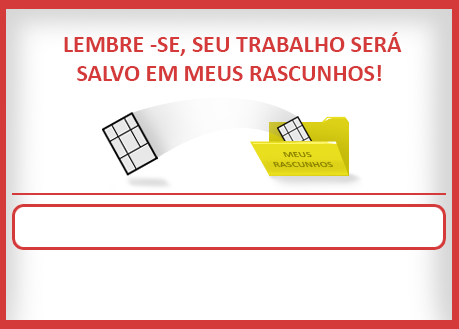 LEMBRE -SE, SEU TRABALHO SERÁ
SALVO EM MEUS RASCUNHOS!
MEUS
RASCUNHOS